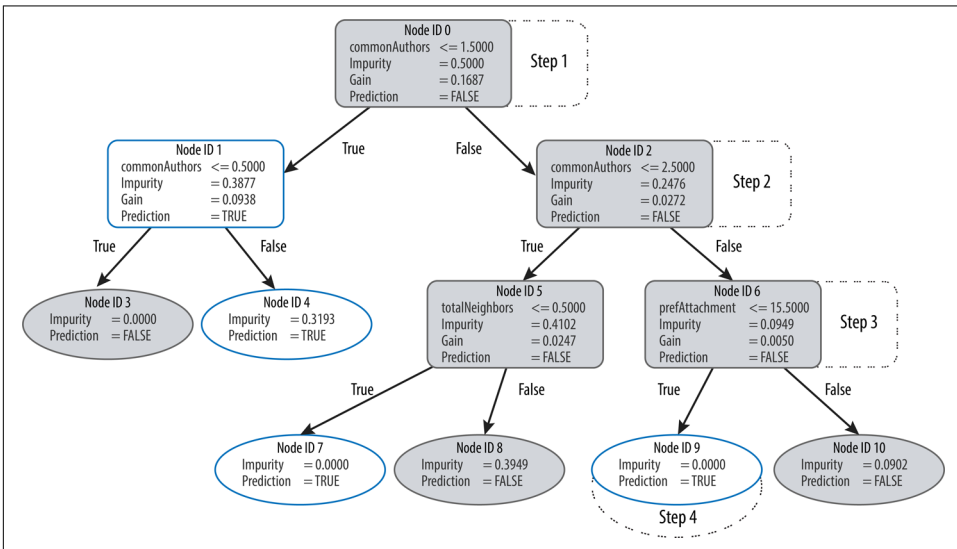 Node ID 0
commonAuthors <= 1.5000
Impurity = 0.5000
Gain = 0.1687
Prediction = FALSE
Step 1
True
False
Node ID 1
commonAuthors <= 0.5000
Impurity = 0.3877
Gain = 0.0938
Prediction = TRUE
Node ID 2
commonAuthors <= 2.5000
Impurity = 0.2476
Gain = 0.0272
Prediction = FALSE
Step 2
True
False
True
False
Node ID 3
Impurity = 0.0000
Prediction = FALSE
Node ID 4
Impurity = 0.3193
Prediction = TRUE
Node ID 5
totalNeighbors <= 0.5000
Impurity = 0.4102
Gain = 0.0247
Prediction = FALSE
Node ID 6
prefAttachment <= 15.5000
Impurity = 0.0949
Gain = 0.0050
Prediction = FALSE
Step 3
True
False
True
False
Node ID 7
Impurity = 0.0000
Prediction = TRUE
Node ID 8
Impurity = 0.3949
Prediction = FALSE
Node ID 9
Impurity = 0.0000
Prediction = TRUE
Node ID 10
Impurity = 0.0902
Prediction = FALSE
Step 4